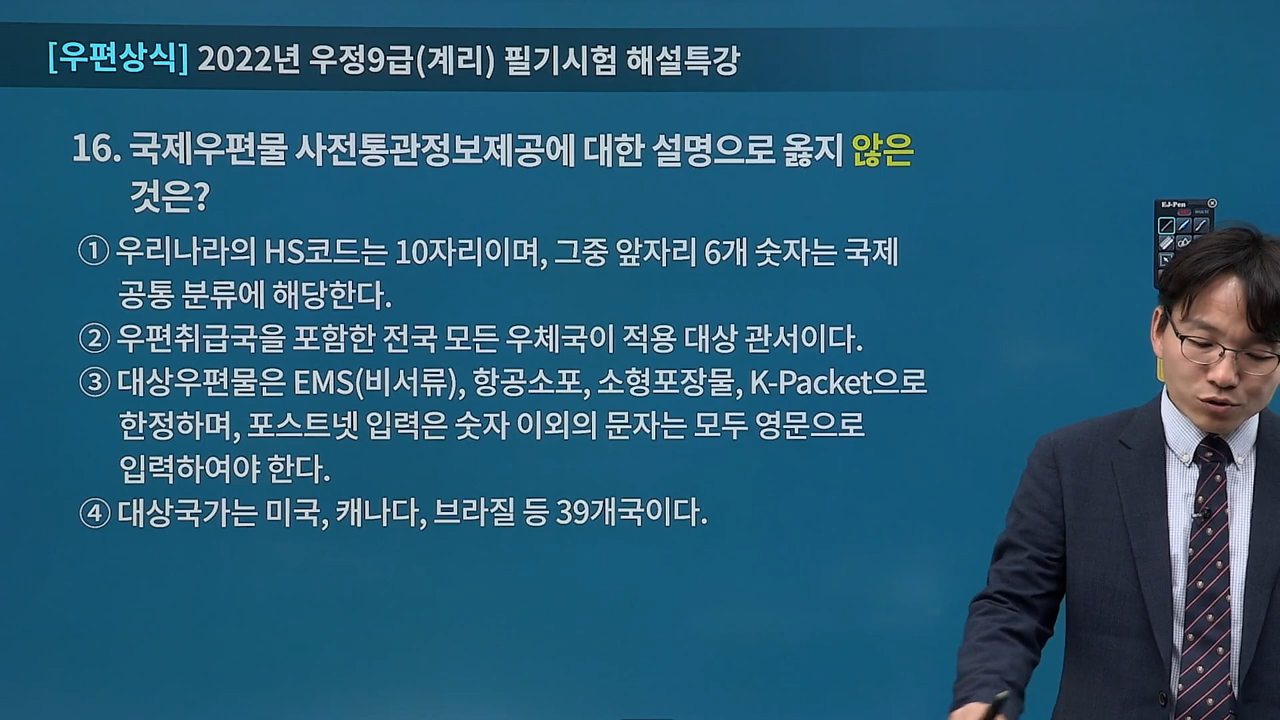 [우편상식] 2022년 우정9급(계리) 필기시험 해설특강
16. 국제우편물 사전통관정보제공에 대한 설명으로 옳지 않은
것은?
① 우리나라의 HS코드는 10자리이며, 그중 앞자리 6개 숫자는 국제
공통 분류에 해당한다.
② 우편취급국을 포함한 전국 모든 우체국이 적용 대상 관서이다.
③ 대상우편물은 EMS(비서류), 항공소포, 소형포장물, K-Packet으로
한정하며, 포스트넷 입력은 숫자 이외의 문자는 모두 영문으로
입력하여야 한다.
④ 대상국가는 미국, 캐나다, 브라질 등 39개국이다.
EJ-Pen